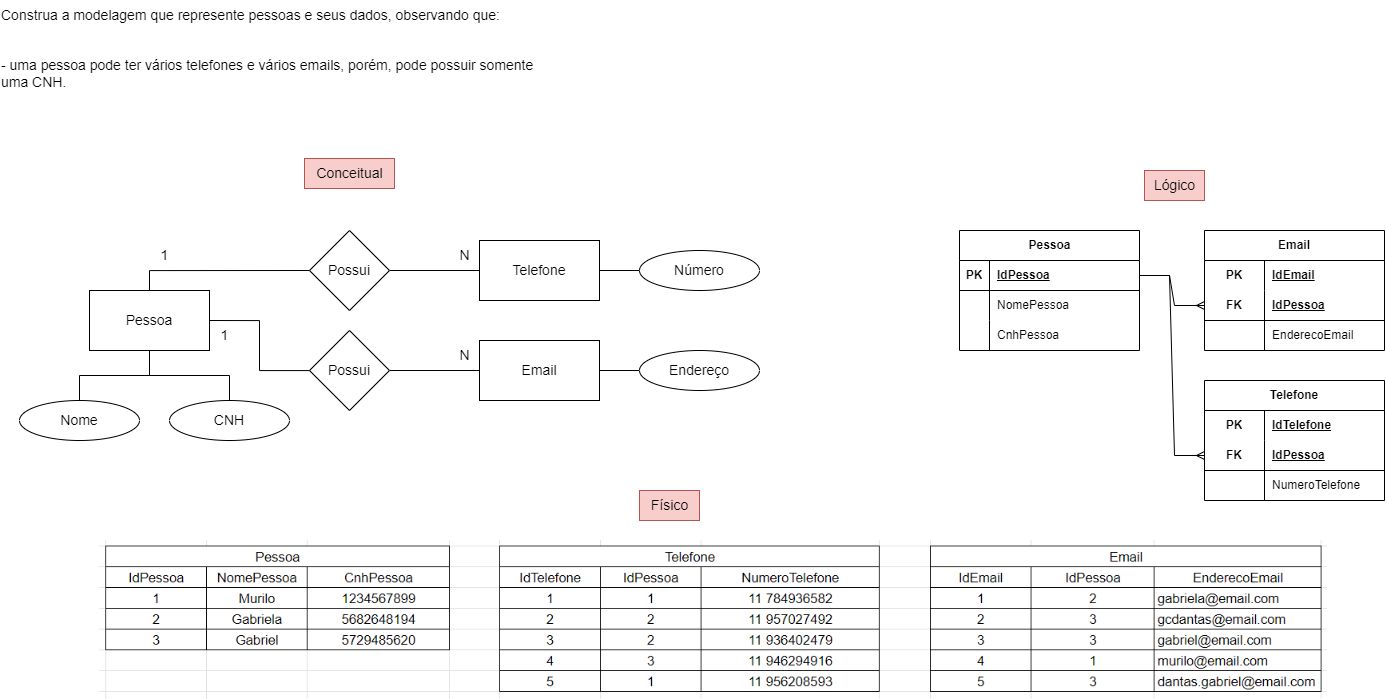 Construa a modelagem que represente pessoas e seus dados, observando que:
- uma pessoa pode ter vários telefones e vários emails, porém, pode possuir somente
uma CNH.
Conceitual
1
Possui
N
Telefone
Número
Pessoa
1
Possui
N
Email
Endereço
Nome
CNH
Lógico
Pessoa
PK IdPessoa
NomePessoa
CnhPessoa
Email
PK IdEmail
FK IdPessoa
EnderecoEmail
Telefone
PK IdTelefone
FK IdPessoa
NumeroTelefone
Físico
Pessoa
IdPessoa NomePessoa CnhPessoa
1 Murilo 1234567899
2 Gabriela 5682648194
3 Gabriel 5729485620
Telefone
IdTelefone IdPessoa NumeroTelefone
1 1 11 784936582
2 2 11 957027492
3 2 11 936402479
4 3 11 946294916
5 1 11 956208593
Email
IdEmail IdPessoa EnderecoEmail
1 2 gabriela@email.com
2 3 gcdantas@email.com
3 3 gabriel@email.com
4 1 murilo@email.com
5 3 dantas.gabriel@email.com